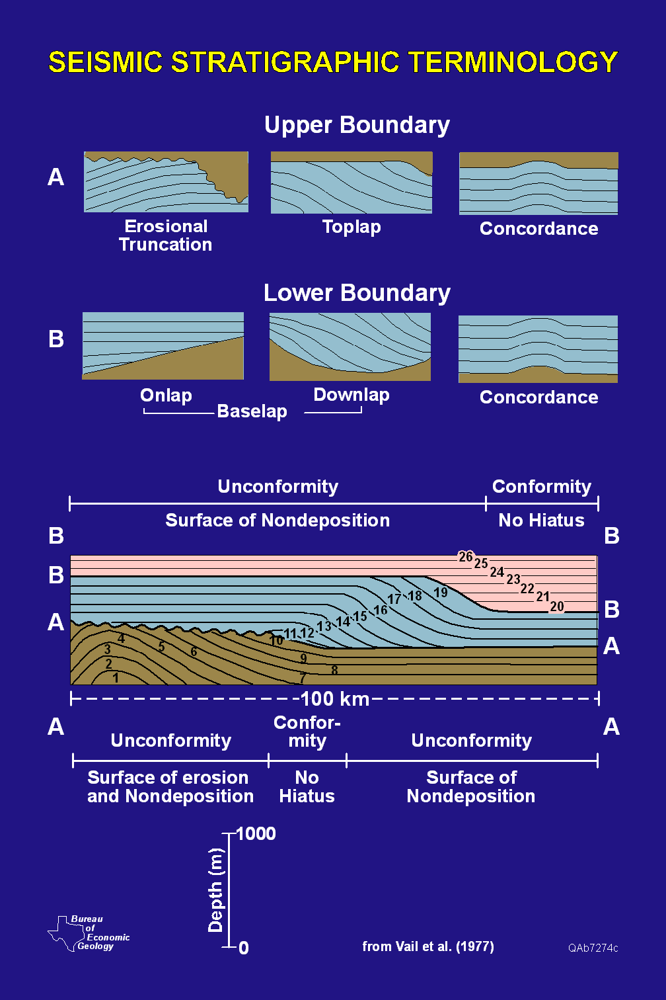 SEISMIC STRATIGRAPHIC TERMINOLOGY
Upper Boundary
A
Erosional
Truncation
Toplap
Concordance
Lower Boundary
B
Onlap
Downlap
Baselap
Concordance
Unconformity
Conformity
Surface of Nondeposition
No Hiatus
B
B
B
A
B
A
26
25
24
23
22
21
20
19
18
17
16
15
14
13
12
11
10
9
8
7
6
5
4
3
2
1
100 km
A
A
Unconformity
Confor-
mity
Unconformity
Surface of erosion
and Nondeposition
No
Hiatus
Surface of
Nondeposition
1000
Depth (m)
0
Bureau
of
Economic
Geology
from Vail et al. (1977)
QAb7274c